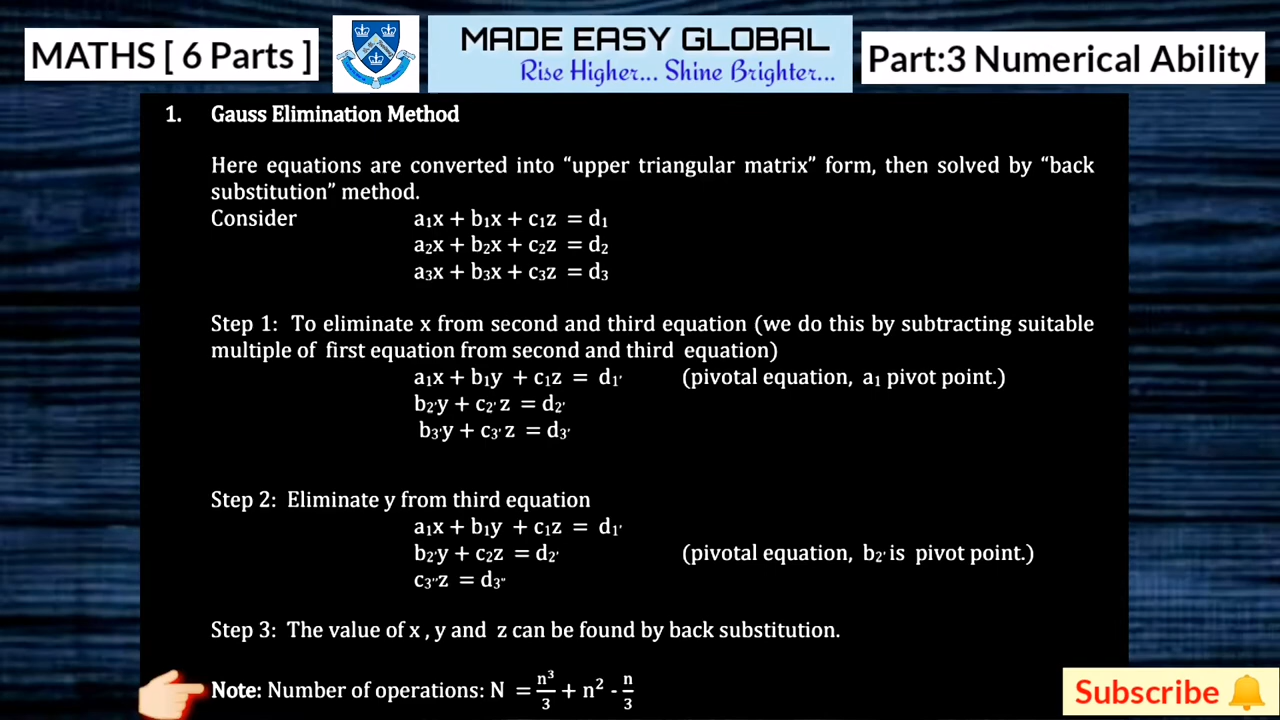 MATHS [ 6 Parts ]
MADE EASY GLOBAL
Rise Higher... Shine Brighter...
Part:3 Numerical Ability
1. Gauss Elimination Method
Here equations are converted into “upper triangular matrix” form, then solved by “back
substitution” method.
Consider a₁x + b₁x + c₁z = d₁
a₂x + b₂x + c₂z = d₂
a₃x + b₃x + c₃z = d₃
Step 1: To eliminate x from second and third equation (we do this by subtracting suitable
multiple of first equation from second and third equation)
a₁x + b₁y + c₁z = d₁' (pivotal equation, a₁ pivot point.)
b₂'y + c₂' z = d₂'
b₃'y + c₃' z = d₃'
Step 2: Eliminate y from third equation
a₁x + b₁y + c₁z = d₁'
b₂'y + c₂z = d₂' (pivotal equation, b₂' is pivot point.)
c₃''z = d₃''
Step 3: The value of x , y and z can be found by back substitution.
Note: Number of operations: N = n³/3 + n² - n/3
Subscribe